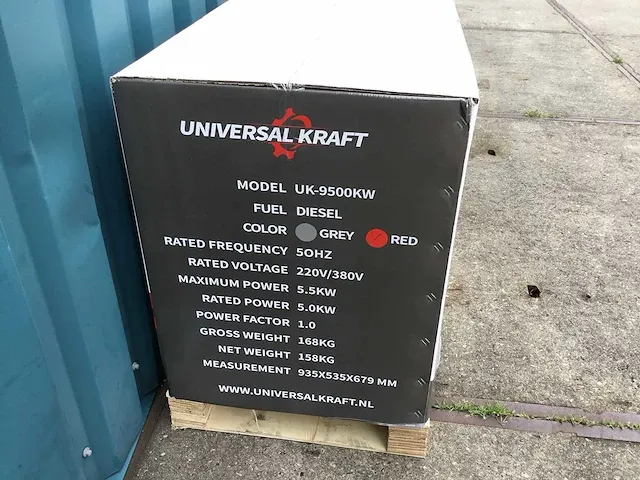 UNIVERSAL KRAFT
MODEL UK-9500KW
FUEL DIESEL
COLOR GREY RED
RATED FREQUENCY 50HZ
RATED VOLTAGE 220V/380V
MAXIMUM POWER 5.5KW
RATED POWER 5.0KW
POWER FACTOR 1.0
GROSS WEIGHT 168KG
NET WEIGHT 158KG
MEASUREMENT 935X535X679 MM
WWW.UNIVERSALKRAFT.NL